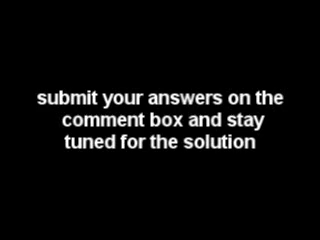 submit your answers on the
comment box and stay
tuned for the solution